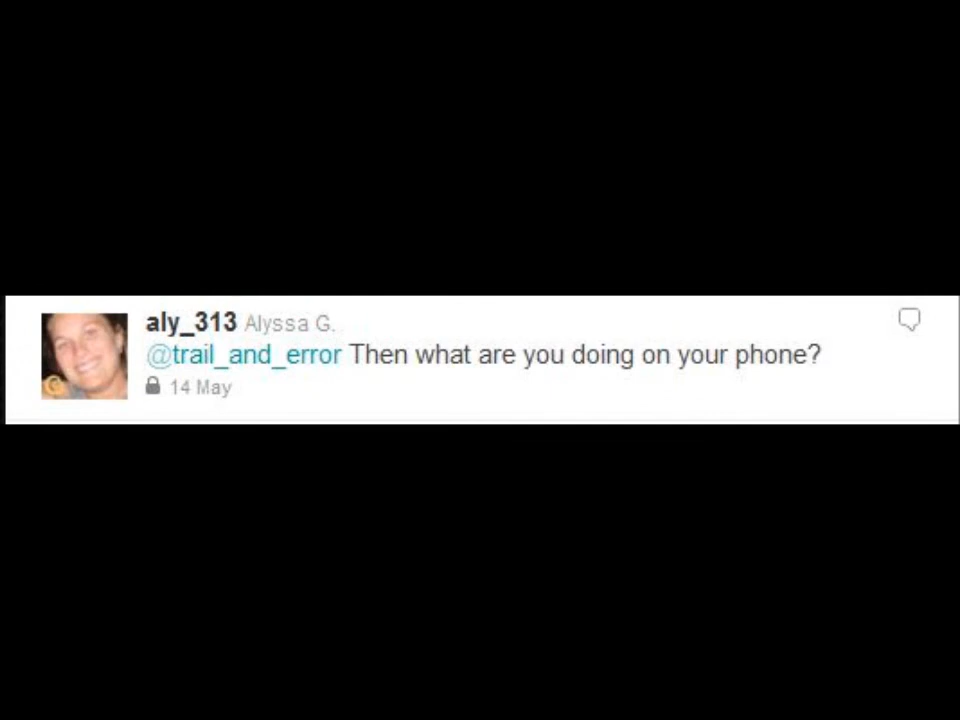 aly_313 Alyssa G.
@trail_and_error Then what are you doing on your phone?
14 May